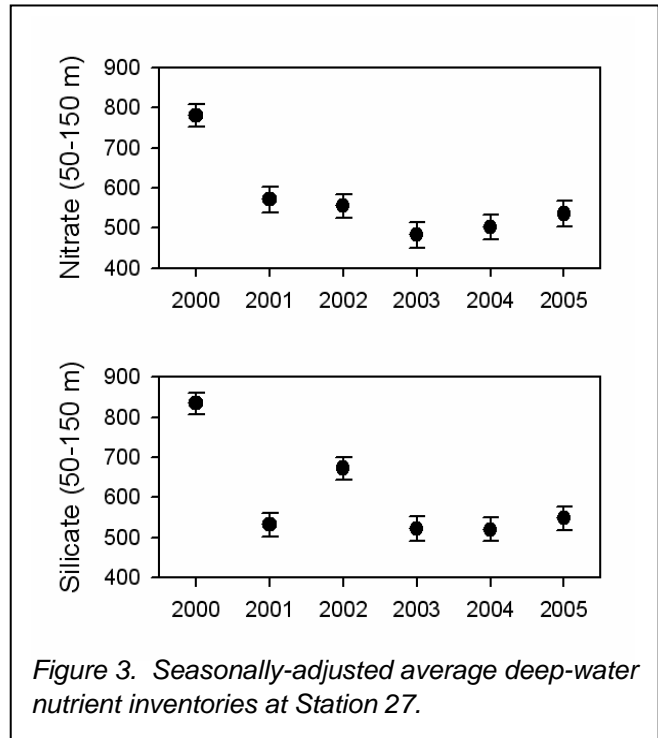 Nitrate (50-150 m)
900
800
700
600
500
400
2000 2001 2002 2003 2004 2005
Silicate (50-150 m)
900
800
700
600
500
400
2000 2001 2002 2003 2004 2005
Figure 3. Seasonally-adjusted average deep-water
nutrient inventories at Station 27.